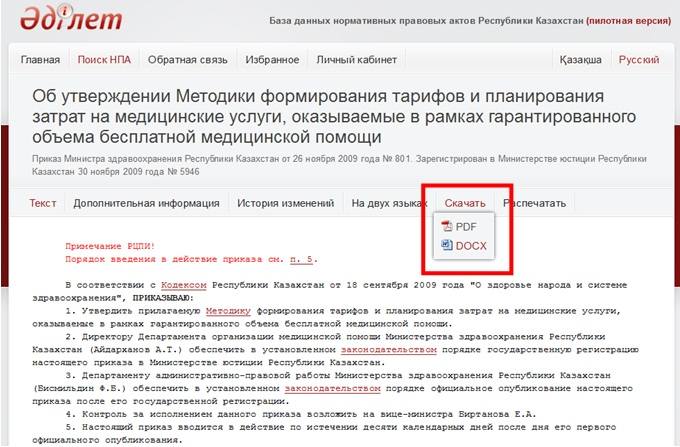 Әділет
База данных нормативных правовых актов Республики Казахстан (пилотная версия)
Главная Поиск НПА Обратная связь Избранное Личный кабинет Қазақша Русский
Об утверждении Методики формирования тарифов и планирования
затрат на медицинские услуги, оказываемые в рамках гарантированного
объема бесплатной медицинской помощи
Приказ Министра здравоохранения Республики Казахстан от 26 ноября 2009 года № 801. Зарегистрирован в Министерстве юстиции Республики
Казахстан 30 ноября 2009 года № 5946
Текст Дополнительная информация История изменений На двух языках Скачать Распечатать
PDF
DOCX
Примечание РЦПИ!
Порядок введения в действие приказа см. п. 5.
В соответствии с Кодексом Республики Казахстан от 18 сентября 2009 года "О здоровье народа и системе
здравоохранения", ПРИКАЗЫВАЮ:
1. Утвердить прилагаемую Методику формирования тарифов и планирования затрат на медицинские услуги,
оказываемые в рамках гарантированного объема бесплатной медицинской помощи.
2. Директору Департамента организации медицинской помощи Министерства здравоохранения Республики
Казахстан (Айдарханов А.Т.) обеспечить в установленном законодательством порядке государственную регистрацию
настоящего приказа в Министерстве юстиции Республики Казахстан.
3. Департаменту административно-правовой работы Министерства здравоохранения Республики Казахстан
(Бисмильдин Ф.Б.) обеспечить в установленном законодательством порядке официальное опубликование настоящего
приказа после его государственной регистрации.
4. Контроль за исполнением данного приказа возложить на вице-министра Биртанова Е.А.
5. Настоящий приказ вводится в действие по истечении десяти календарных дней после дня его первого
официального опубликования.